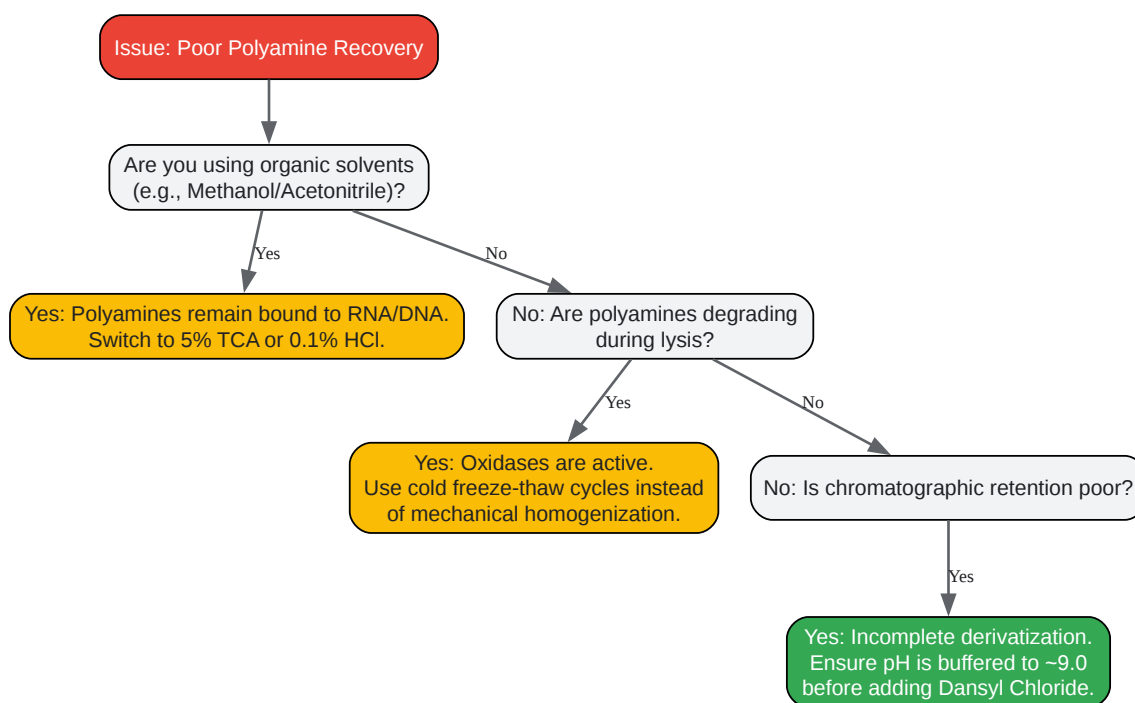 Issue: Poor Polyamine Recovery
Are you using organic solvents
(e.g., Methanol/Acetonitrile)?
Yes
No
Yes: Polyamines remain bound to RNA/DNA.
Switch to 5% TCA or 0.1% HCl.
No: Are polyamines degrading
during lysis?
Yes
No
Yes: Oxidases are active.
Use cold freeze-thaw cycles instead
of mechanical homogenization.
No: Is chromatographic retention poor?
Yes
Yes: Incomplete derivatization.
Ensure pH is buffered to ~9.0
before adding Dansyl Chloride.